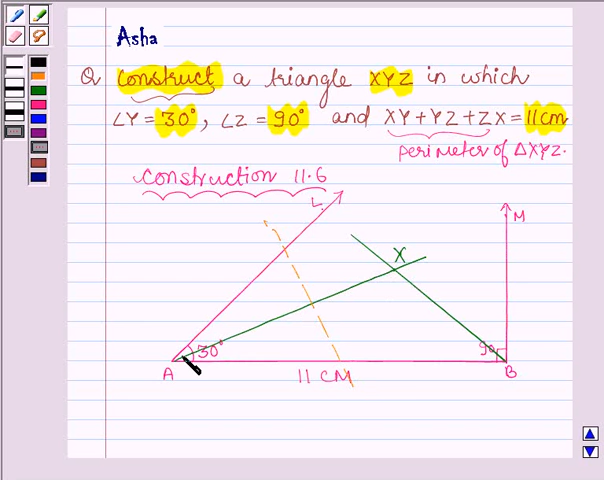 Asha
Q Construct a triangle XYZ in which
∠Y = 30°, ∠Z = 90° and XY+YZ+ZX = 11cm
perimeter of ΔXYZ.
Construction 11.6
L
M
X
30°
90
A
11 CM
B